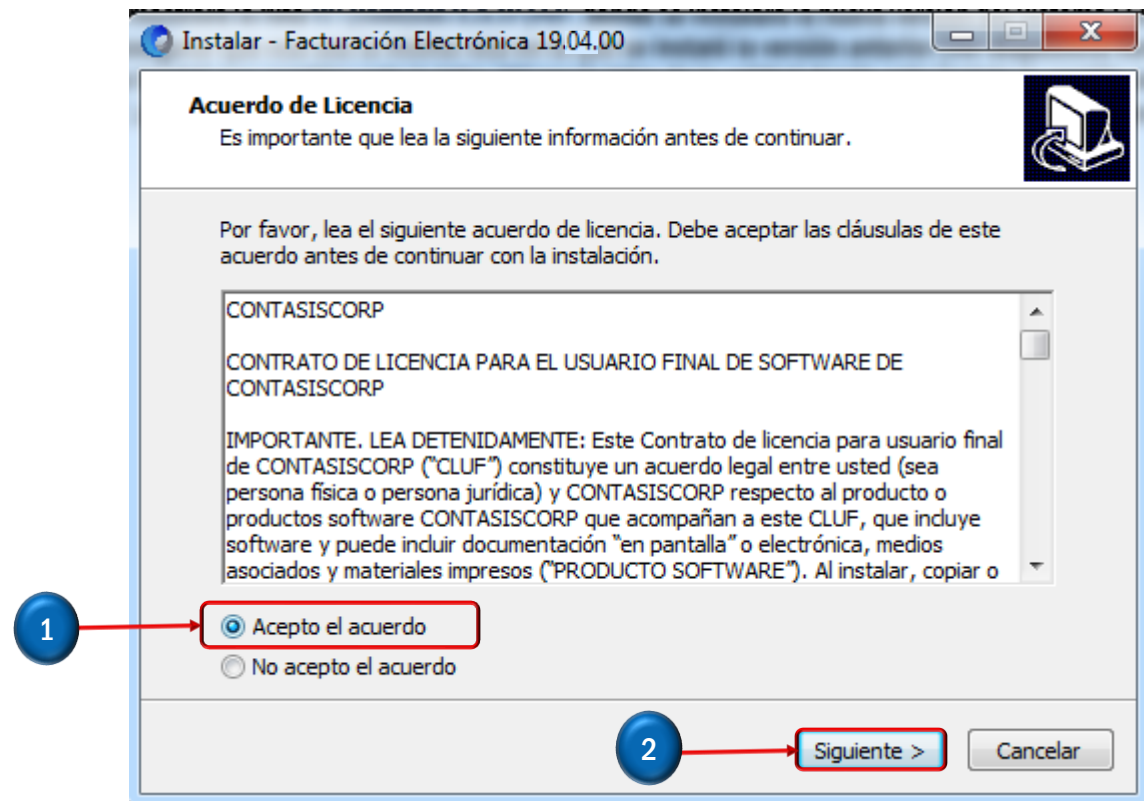 Instalar - Facturación Electrónica 19.04.00
Acuerdo de Licencia
Es importante que lea la siguiente información antes de continuar.
Por favor, lea el siguiente acuerdo de licencia. Debe aceptar las cláusulas de este
acuerdo antes de continuar con la instalación.
CONTASISCORP
CONTRATO DE LICENCIA PARA EL USUARIO FINAL DE SOFTWARE DE
CONTASISCORP
IMPORTANTE. LEA DETENIDAMENTE: Este Contrato de licencia para usuario final
de CONTASISCORP ("CLUF") constituye un acuerdo legal entre usted (sea
persona física o persona jurídica) y CONTASISCORP respecto al producto o
productos software CONTASISCORP que acompañan a este CLUF, que incluye
software y puede incluir documentación "en pantalla" o electrónica, medios
asociados y materiales impresos ("PRODUCTO SOFTWARE"). Al instalar, copiar o
1
Acepto el acuerdo
No acepto el acuerdo
2
Siguiente >
Cancelar